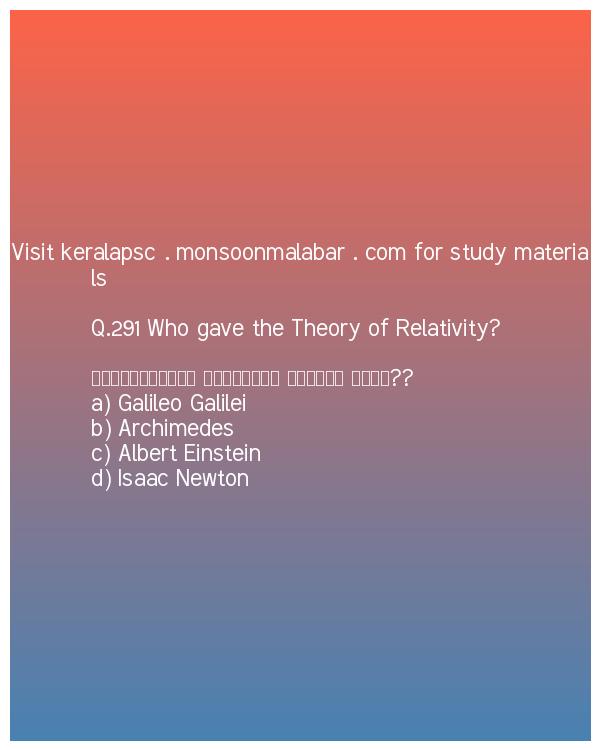 Visit keralapsc . monsoonmalabar . com for study materia
ls
Q.291 Who gave the Theory of Relativity?
??
a) Galileo Galilei
b) Archimedes
c) Albert Einstein
d) Isaac Newton